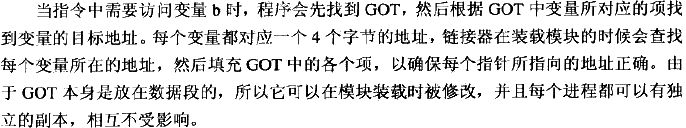 当指令中需要访问变量 b 时，程序会先找到 GOT，然后根据 GOT 中变量所对应的项找
到变量的目标地址。每个变量都对应一个 4 个字节的地址，链接器在装载模块的时候会查找
每个变量所在的地址，然后填充 GOT 中的各个项，以确保每个指针所指向的地址正确。由
于 GOT 本身是放在数据段的，所以它可以在模块装载时被修改，并且每个进程都可以有独
立的副本，相互不受影响。